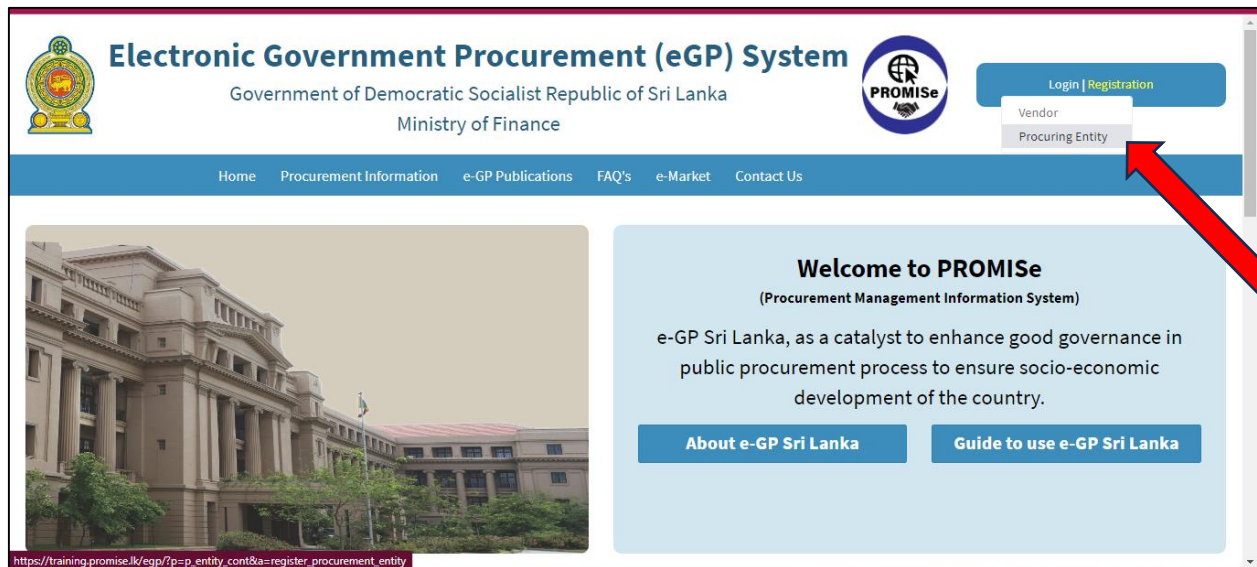 Electronic Government Procurement (eGP) System
Government of Democratic Socialist Republic of Sri Lanka
Ministry of Finance
PROMISe
Login | Registration
Vendor
Procuring Entity
Home Procurement Information e-GP Publications FAQ's e-Market Contact Us
Welcome to PROMISe
(Procurement Management Information System)
e-GP Sri Lanka, as a catalyst to enhance good governance in
public procurement process to ensure socio-economic
development of the country.
About e-GP Sri Lanka Guide to use e-GP Sri Lanka
https://training.promise.lk/egp/?p=p_entity_cont&a=register_procurement_entity